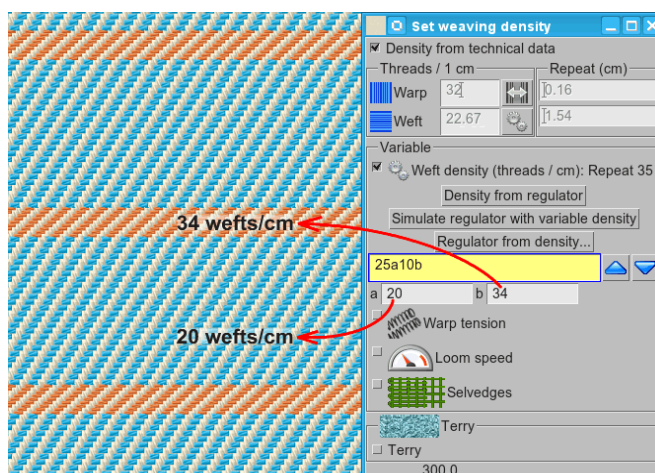 Set weaving density
Density from technical data
Threads / 1 cm
Repeat (cm)
Warp
32
0.16
Weft
22.67
1.54
Variable
Weft density (threads / cm): Repeat 35
Density from regulator
Simulate regulator with variable density
Regulator from density...
25a10b
a 20 b 34
34 wefts/cm
20 wefts/cm
Warp tension
Loom speed
Selvedges
Terry
Terry
300.0